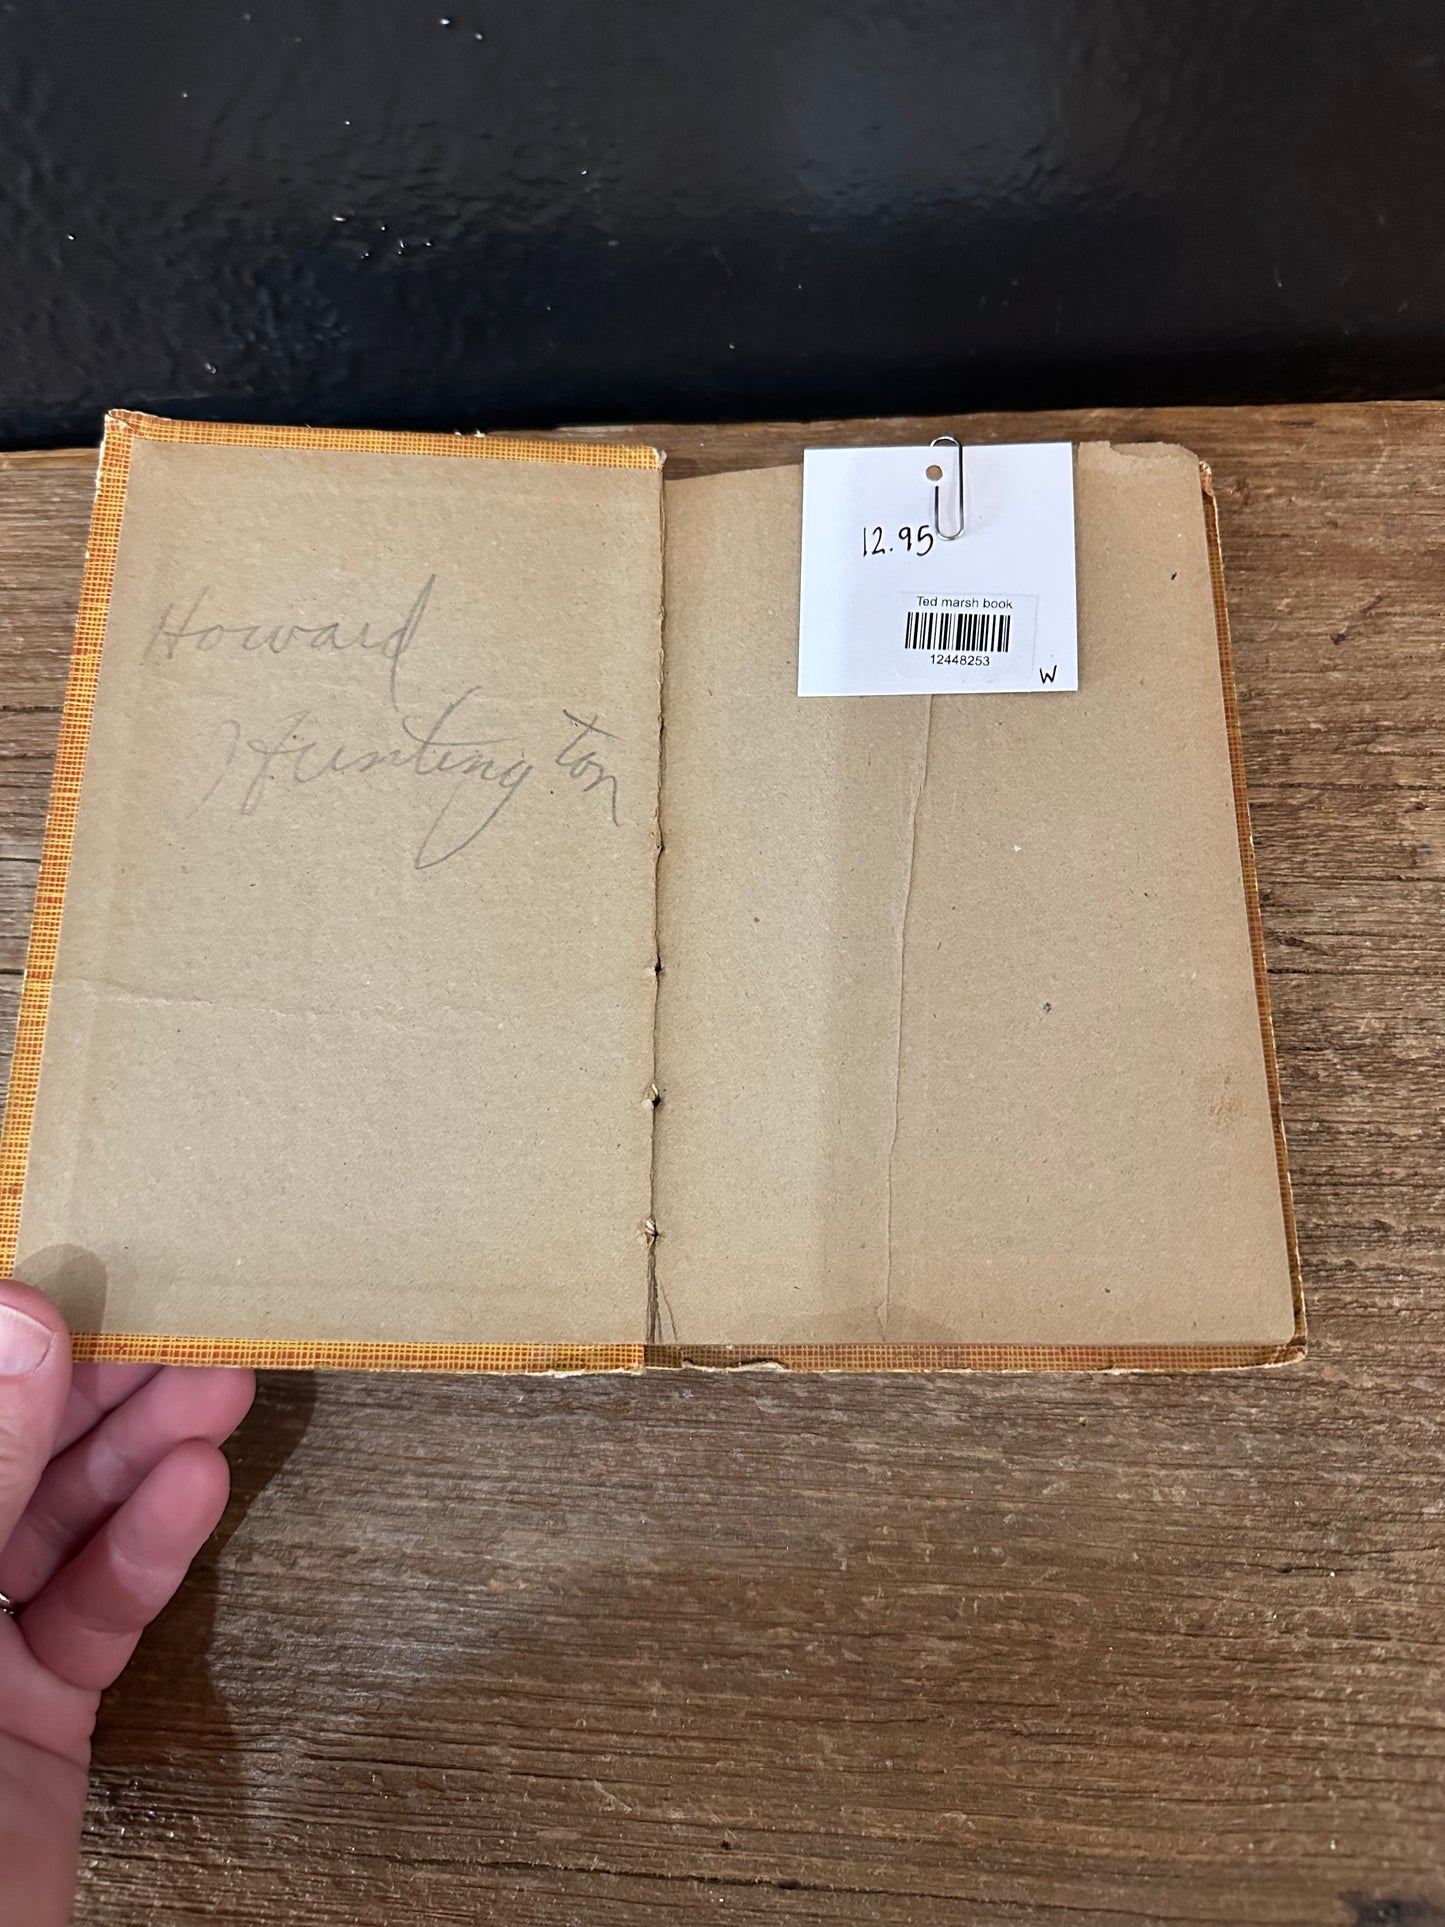 Howard
Huntington
12.95
Ted marsh book
12448253
W